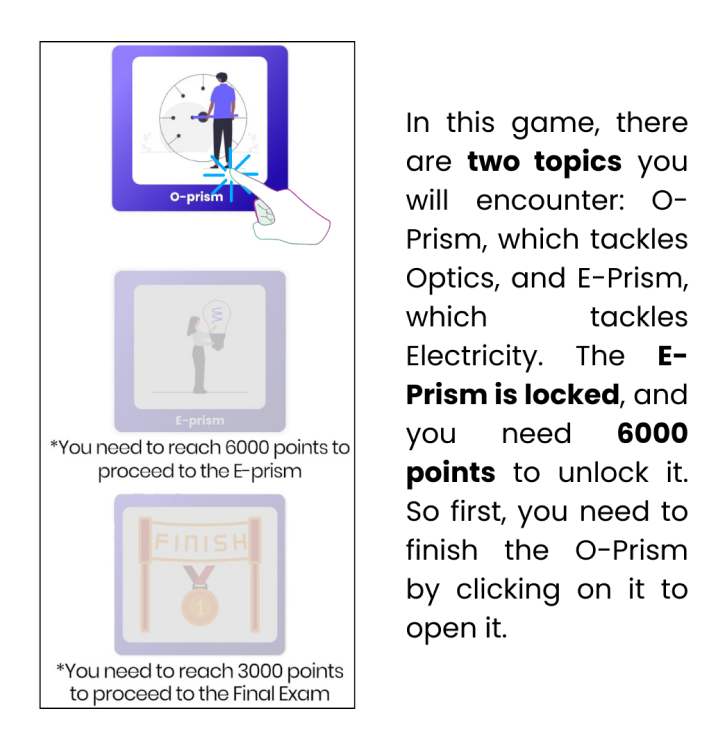 O-prism
E-prism
*You need to reach 6000 points to
proceed to the E-prism
FINISH
1
*You need to reach 3000 points
to proceed to the Final Exam
In this game, there
are two topics you
will encounter: O-
Prism, which tackles
Optics, and E-Prism,
which tackles
Electricity. The E-
Prism is locked, and
you need 6000
points to unlock it.
So first, you need to
finish the O-Prism
by clicking on it to
open it.